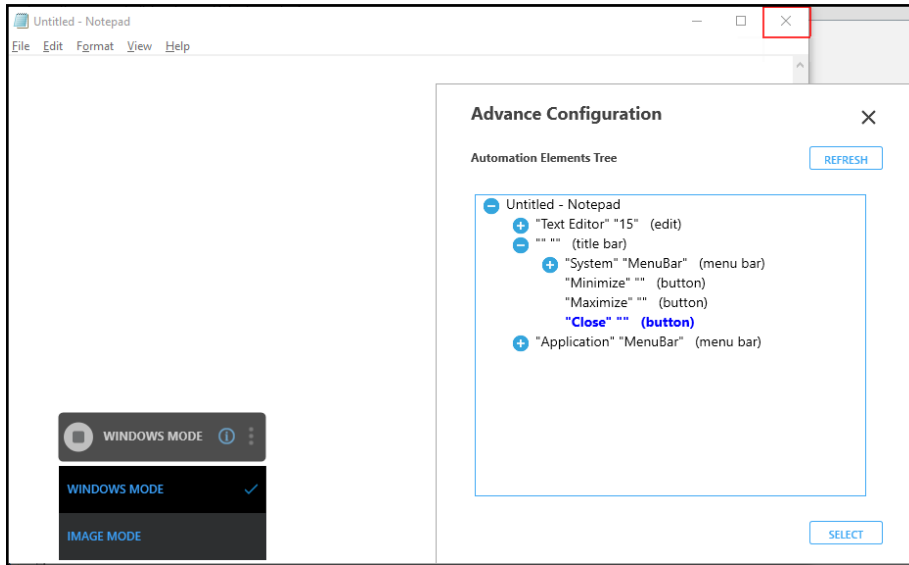 Untitled - Notepad
File Edit Format View Help
Advance Configuration
Automation Elements Tree
REFRESH
Untitled - Notepad
"Text Editor" "15" (edit)
"" "" (title bar)
"System" "MenuBar" (menu bar)
"Minimize" "" (button)
"Maximize" "" (button)
"Close" "" (button)
"Application" "MenuBar" (menu bar)
WINDOWS MODE
WINDOWS MODE
IMAGE MODE
SELECT